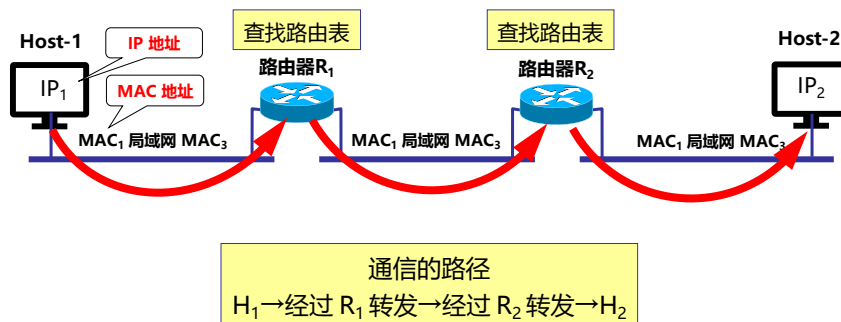 查找路由表
查找路由表
Host-1
IP 地址
Host-2
路由器R₁
路由器R₂
IP₁
MAC 地址
IP₂
MAC₁ 局域网 MAC₃
MAC₁ 局域网 MAC₃
MAC₁ 局域网 MAC₃
通信的路径
H₁→经过 R₁ 转发→经过 R₂ 转发→H₂